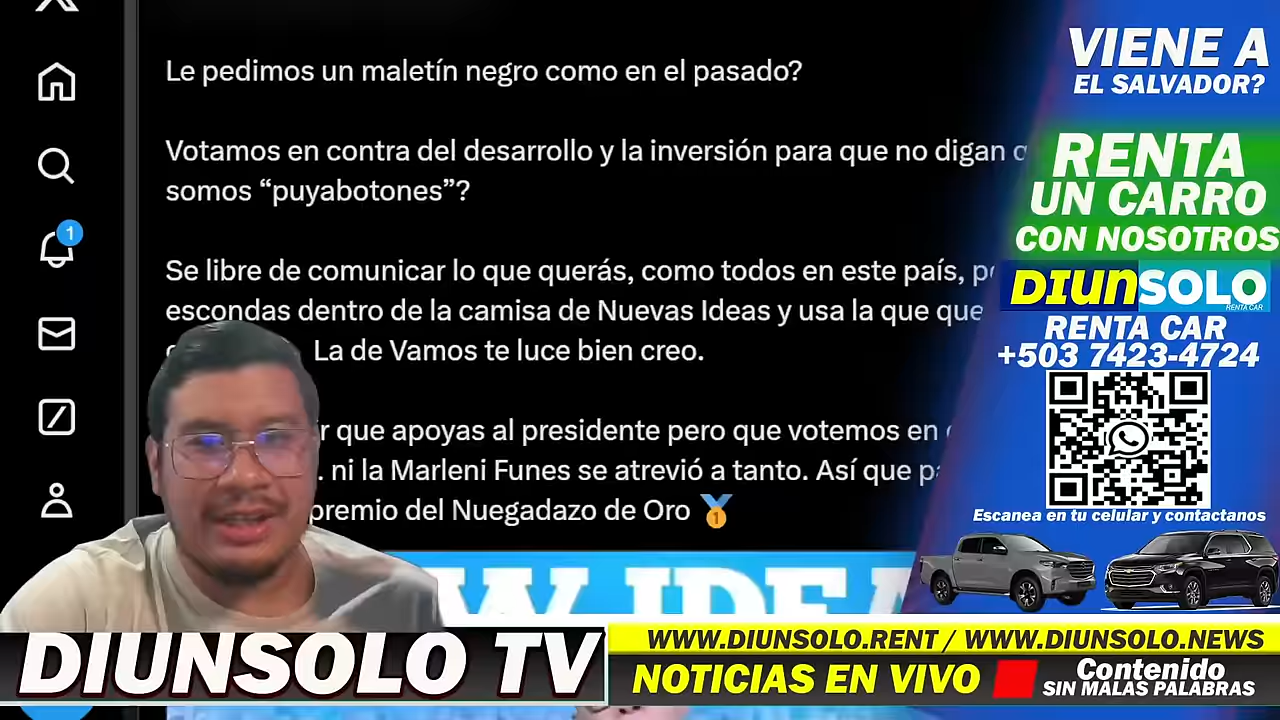 Le pedimos un maletín negro como en el pasado?
Votamos en contra del desarrollo y la inversión para que no digan
somos “puyabotones”?
Se libre de comunicar lo que querás, como todos en este país,
escondas dentro de la camisa de Nuevas Ideas y usa la que que
La de Vamos te luce bien creo.
que apoyas al presidente pero que votemos en
. ni la Marleni Funes se atrevió a tanto. Así que
premio del Nuegadazo de Oro
1
VIENE A
EL SALVADOR?
RENTA
UN CARRO
CON NOSOTROS
DIUNSOLO
RENTA CAR
RENTA CAR
+503 7423-4724
Escanea en tu celular y contactanos
DIUNSOLO TV
WWW.DIUNSOLO.RENT / WWW.DIUNSOLO.NEWS
NOTICIAS EN VIVO
Contenido
SIN MALAS PALABRAS